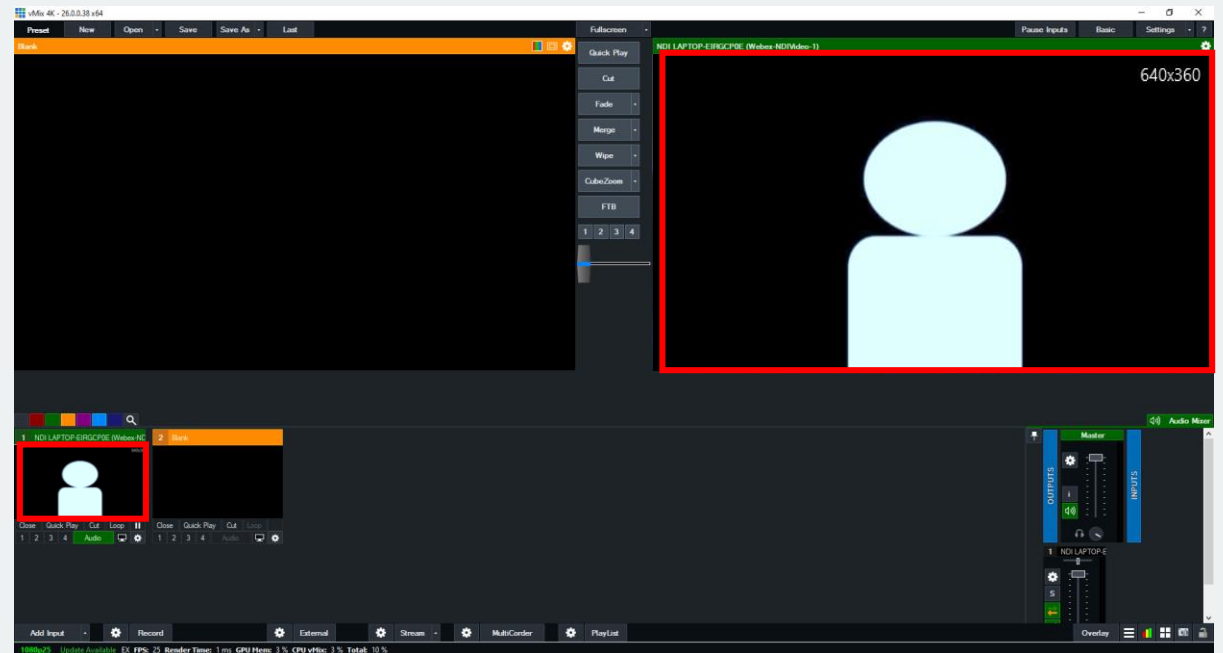 vMix 4K - 26.0.0.38 x64
Preset New Open Save Save As Last Fullscreen Pause Inputs Basic Settings ?
Blank
NDI LAPTOP-EIRGCP0E (Webex-NDIVideo-1)
640x360
Quick Play
Cut
Fade
Merge
Wipe
CubeZoom
FTB
1 2 3 4
Audio Mixer
1 NDI LAPTOP-EIRGCP0E (Webex-ND
2 Blank
Close Quick Play Cut Loop
1 2 3 4 Audio
Close Quick Play Cut Loop
1 2 3 4 Audio
Master
OUTPUTS
INPUTS
1 NDI LAPTOP-E
S
Add Input Record External Stream MultiCorder PlayList Overlay
1080p25 Update Available EX FPS: 25 Render Time: 1 ms GPU Mem: 3 % CPU vMix: 3 % Total: 10 %